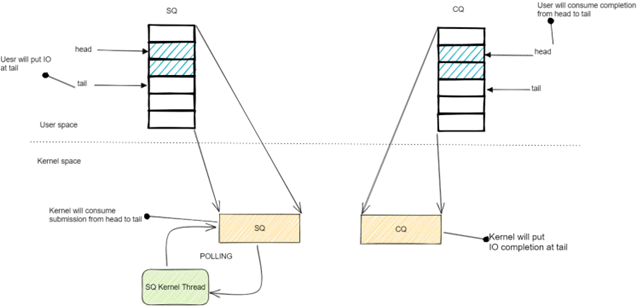 SQ
CQ
User will consume completion
from head to tail
Uesr will put IO
at tail
head
tail
head
tail
User space
Kernel space
Kernel will consume
submission from head to tail
SQ
CQ
Kernel will put
IO completion at tail
POLLING
SQ Kernel Thread